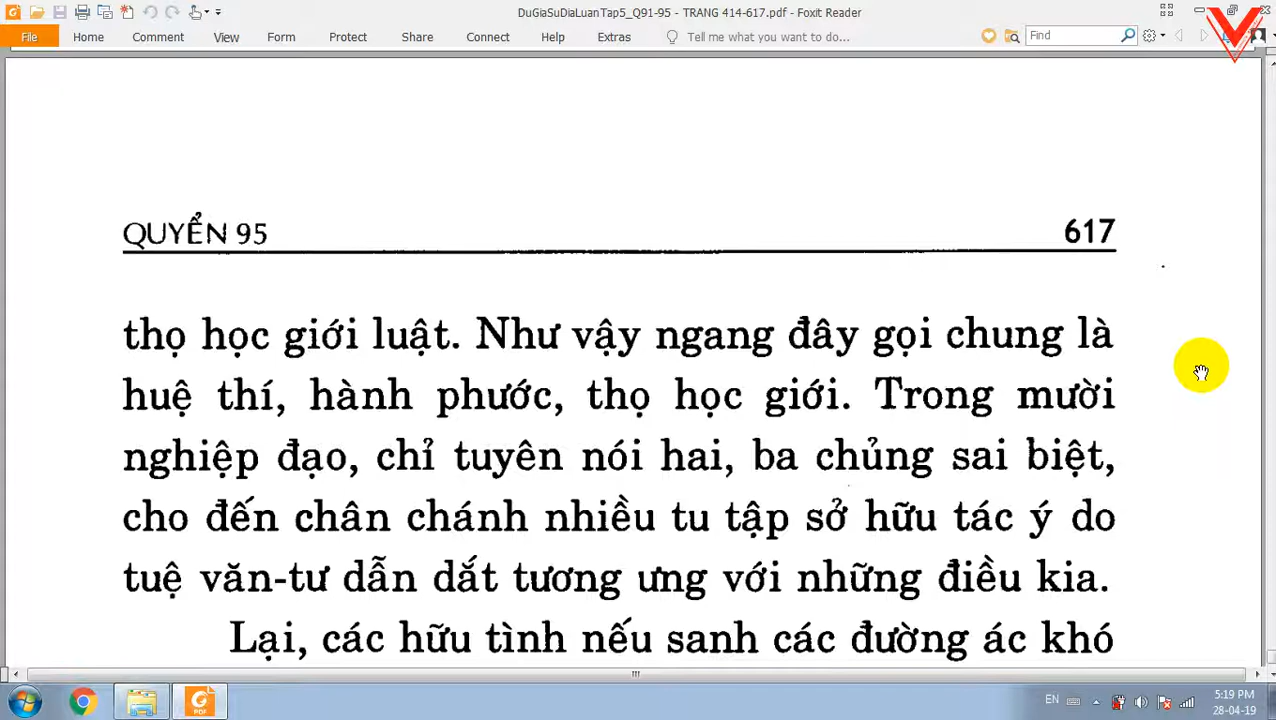 DuGiaSuDiaLuanTap5_Q91-95 - TRANG 414-617.pdf - Foxit Reader
File Home Comment View Form Protect Share Connect Help Extras Tell me what you want to do... Find
QUYỂN 95 617
thọ học giới luật. Như vậy ngang đây gọi chung là
huệ thí, hành phước, thọ học giới. Trong mười
nghiệp đạo, chỉ tuyên nói hai, ba chủng sai biệt,
cho đến chân chánh nhiều tu tập sở hữu tác ý do
tuệ văn-tư dẫn dắt tương ưng với những điều kia.
Lại, các hữu tình nếu sanh các đường ác khó
EN 5:19 PM
28-04-19